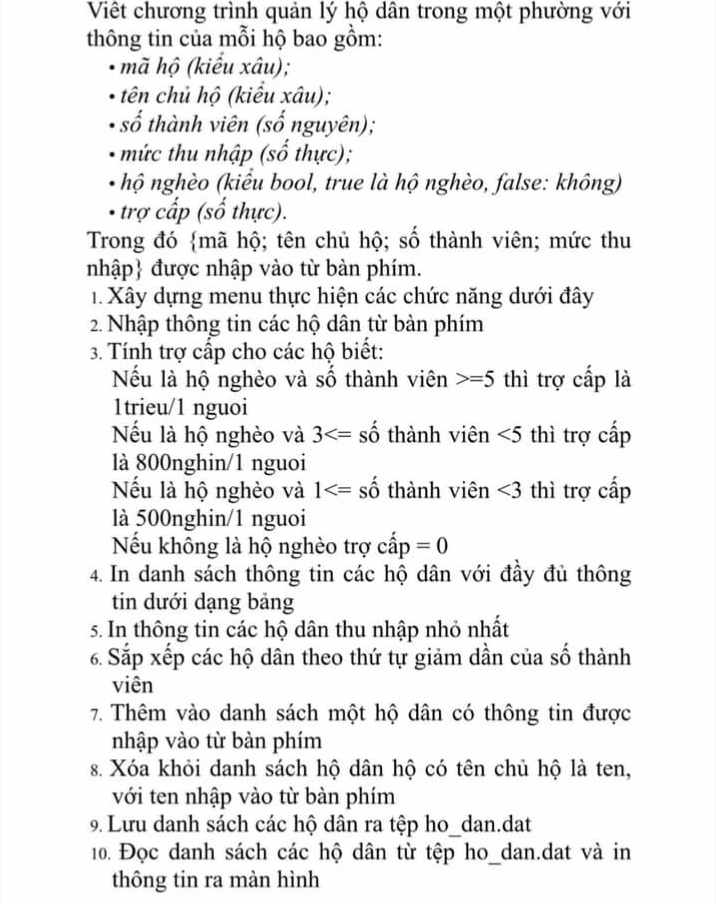 Viết chương trình quản lý hộ dân trong một phường với
thông tin của mỗi hộ bao gồm:
• mã hộ (kiểu xâu);
• tên chủ hộ (kiểu xâu);
• số thành viên (số nguyên);
• mức thu nhập (số thực);
• hộ nghèo (kiểu bool, true là hộ nghèo, false: không)
• trợ cấp (số thực).
Trong đó {mã hộ; tên chủ hộ; số thành viên; mức thu
nhập} được nhập vào từ bàn phím.
1. Xây dựng menu thực hiện các chức năng dưới đây
2. Nhập thông tin các hộ dân từ bàn phím
3. Tính trợ cấp cho các hộ biết:
Nếu là hộ nghèo và số thành viên >=5 thì trợ cấp là
1trieu/1 nguoi
Nếu là hộ nghèo và 3<= số thành viên <5 thì trợ cấp
là 800nghin/1 nguoi
Nếu là hộ nghèo và 1<= số thành viên <3 thì trợ cấp
là 500nghin/1 nguoi
Nếu không là hộ nghèo trợ cấp = 0
4. In danh sách thông tin các hộ dân với đầy đủ thông
tin dưới dạng bảng
5. In thông tin các hộ dân thu nhập nhỏ nhất
6. Sắp xếp các hộ dân theo thứ tự giảm dần của số thành
viên
7. Thêm vào danh sách một hộ dân có thông tin được
nhập vào từ bàn phím
8. Xóa khỏi danh sách hộ dân hộ có tên chủ hộ là ten,
với ten nhập vào từ bàn phím
9. Lưu danh sách các hộ dân ra tệp ho_dan.dat
10. Đọc danh sách các hộ dân từ tệp ho_dan.dat và in
thông tin ra màn hình